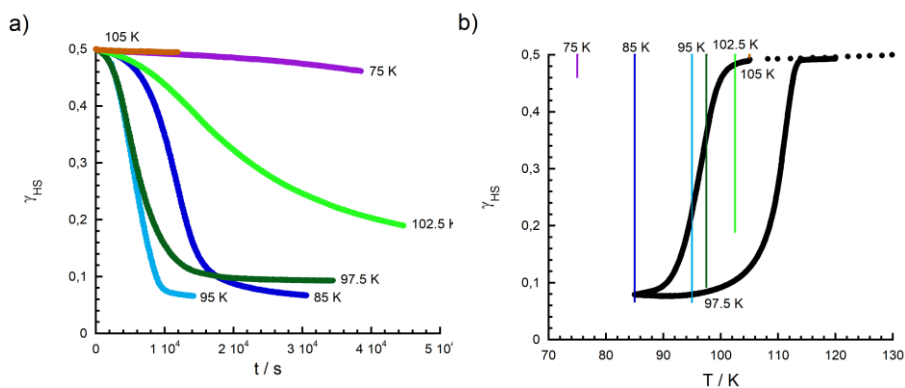 a)
105 K
0,5
75 K
0,4
0,3
γHS
0,2
102.5 K
97.5 K
0,1
95 K
85 K
0
0
1 10⁴
2 10⁴
3 10⁴
4 10⁴
t / s
b)
102.5 K
75 K
85 K
95 K
0,5
105 K
0,4
0,3
γHS
0,2
0,1
97.5 K
0
70
80
90
100
110
120
130
T / K